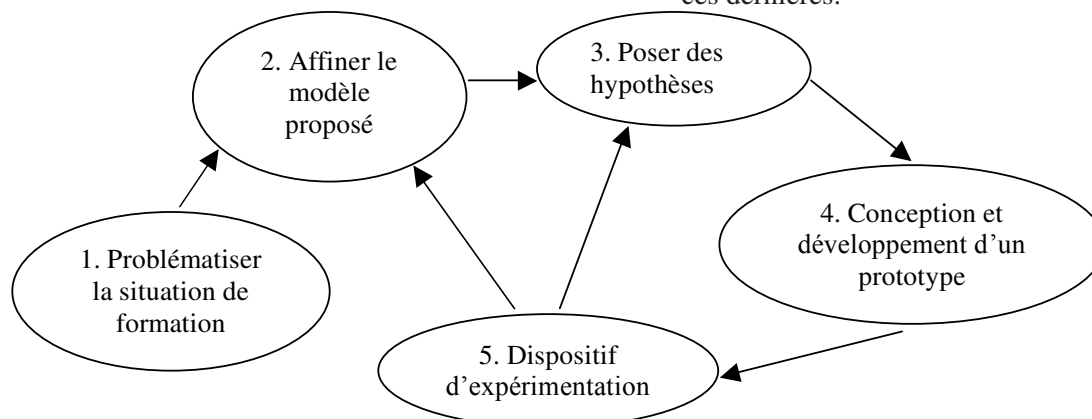 ces dernières.
2. Affiner le
modèle
proposé
3. Poser des
hypothèses
1. Problématiser
la situation de
formation
4. Conception et
développement d’un
prototype
5. Dispositif
d’expérimentation